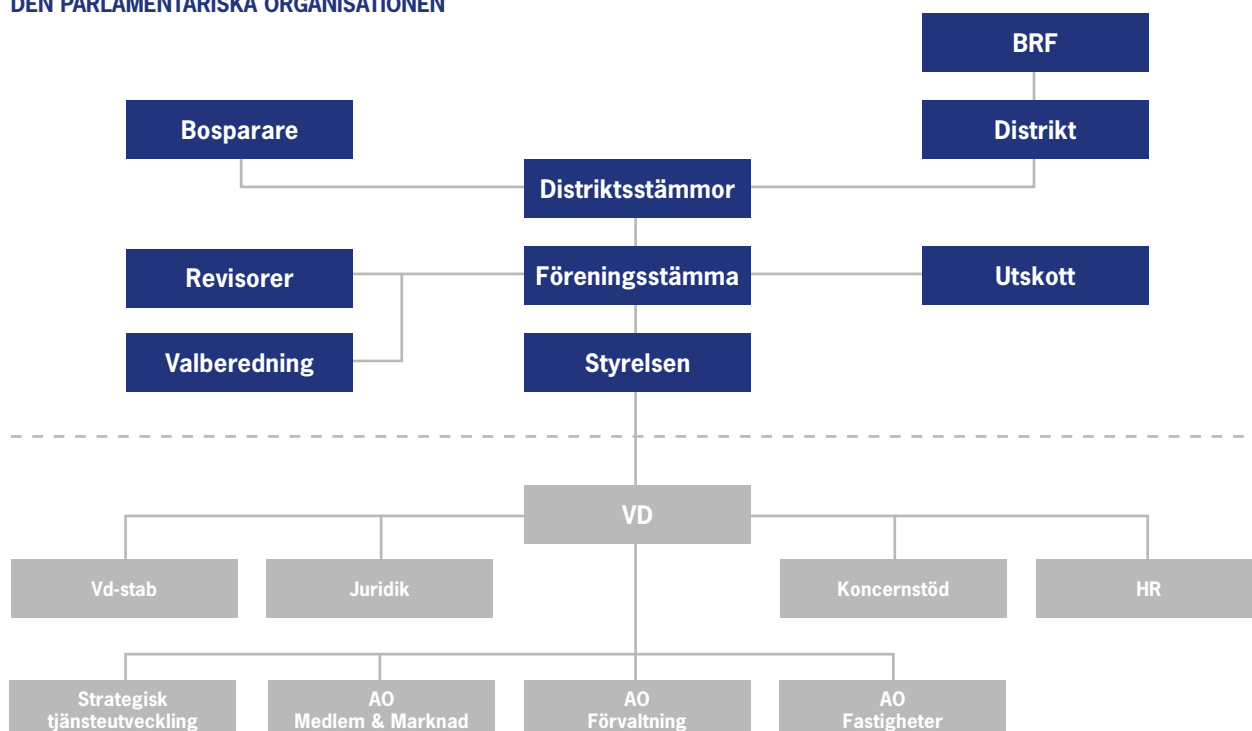 DEN PARLAMENTARISKA ORGANISATIONEN
BRF
Bosparare
Distrikt
Distriktsstämmor
Revisorer
Föreningsstämma
Utskott
Valberedning
Styrelsen
VD
Vd-stab
Juridik
Koncernstöd
HR
Strategisk
tjänsteutveckling
AO
Medlem & Marknad
AO
Förvaltning
AO
Fastigheter